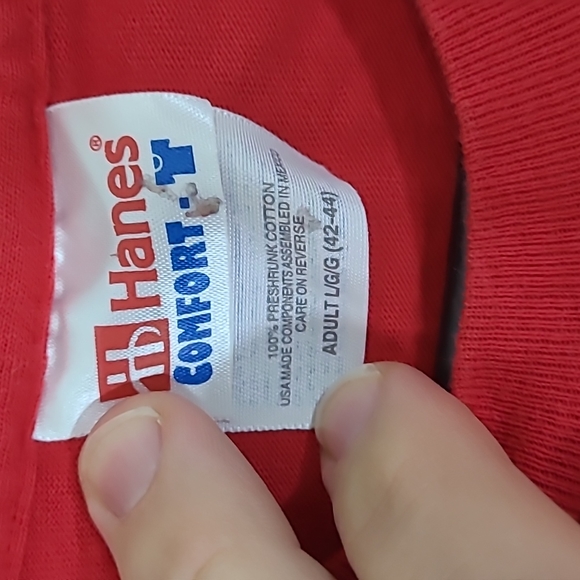 Hanes®
COMFORT-T
100% PRESHRUNK COTTON
USA MADE COMPONENTS ASSEMBLED IN MEXICO
CARE ON REVERSE
ADULT L/G/G (42-44)